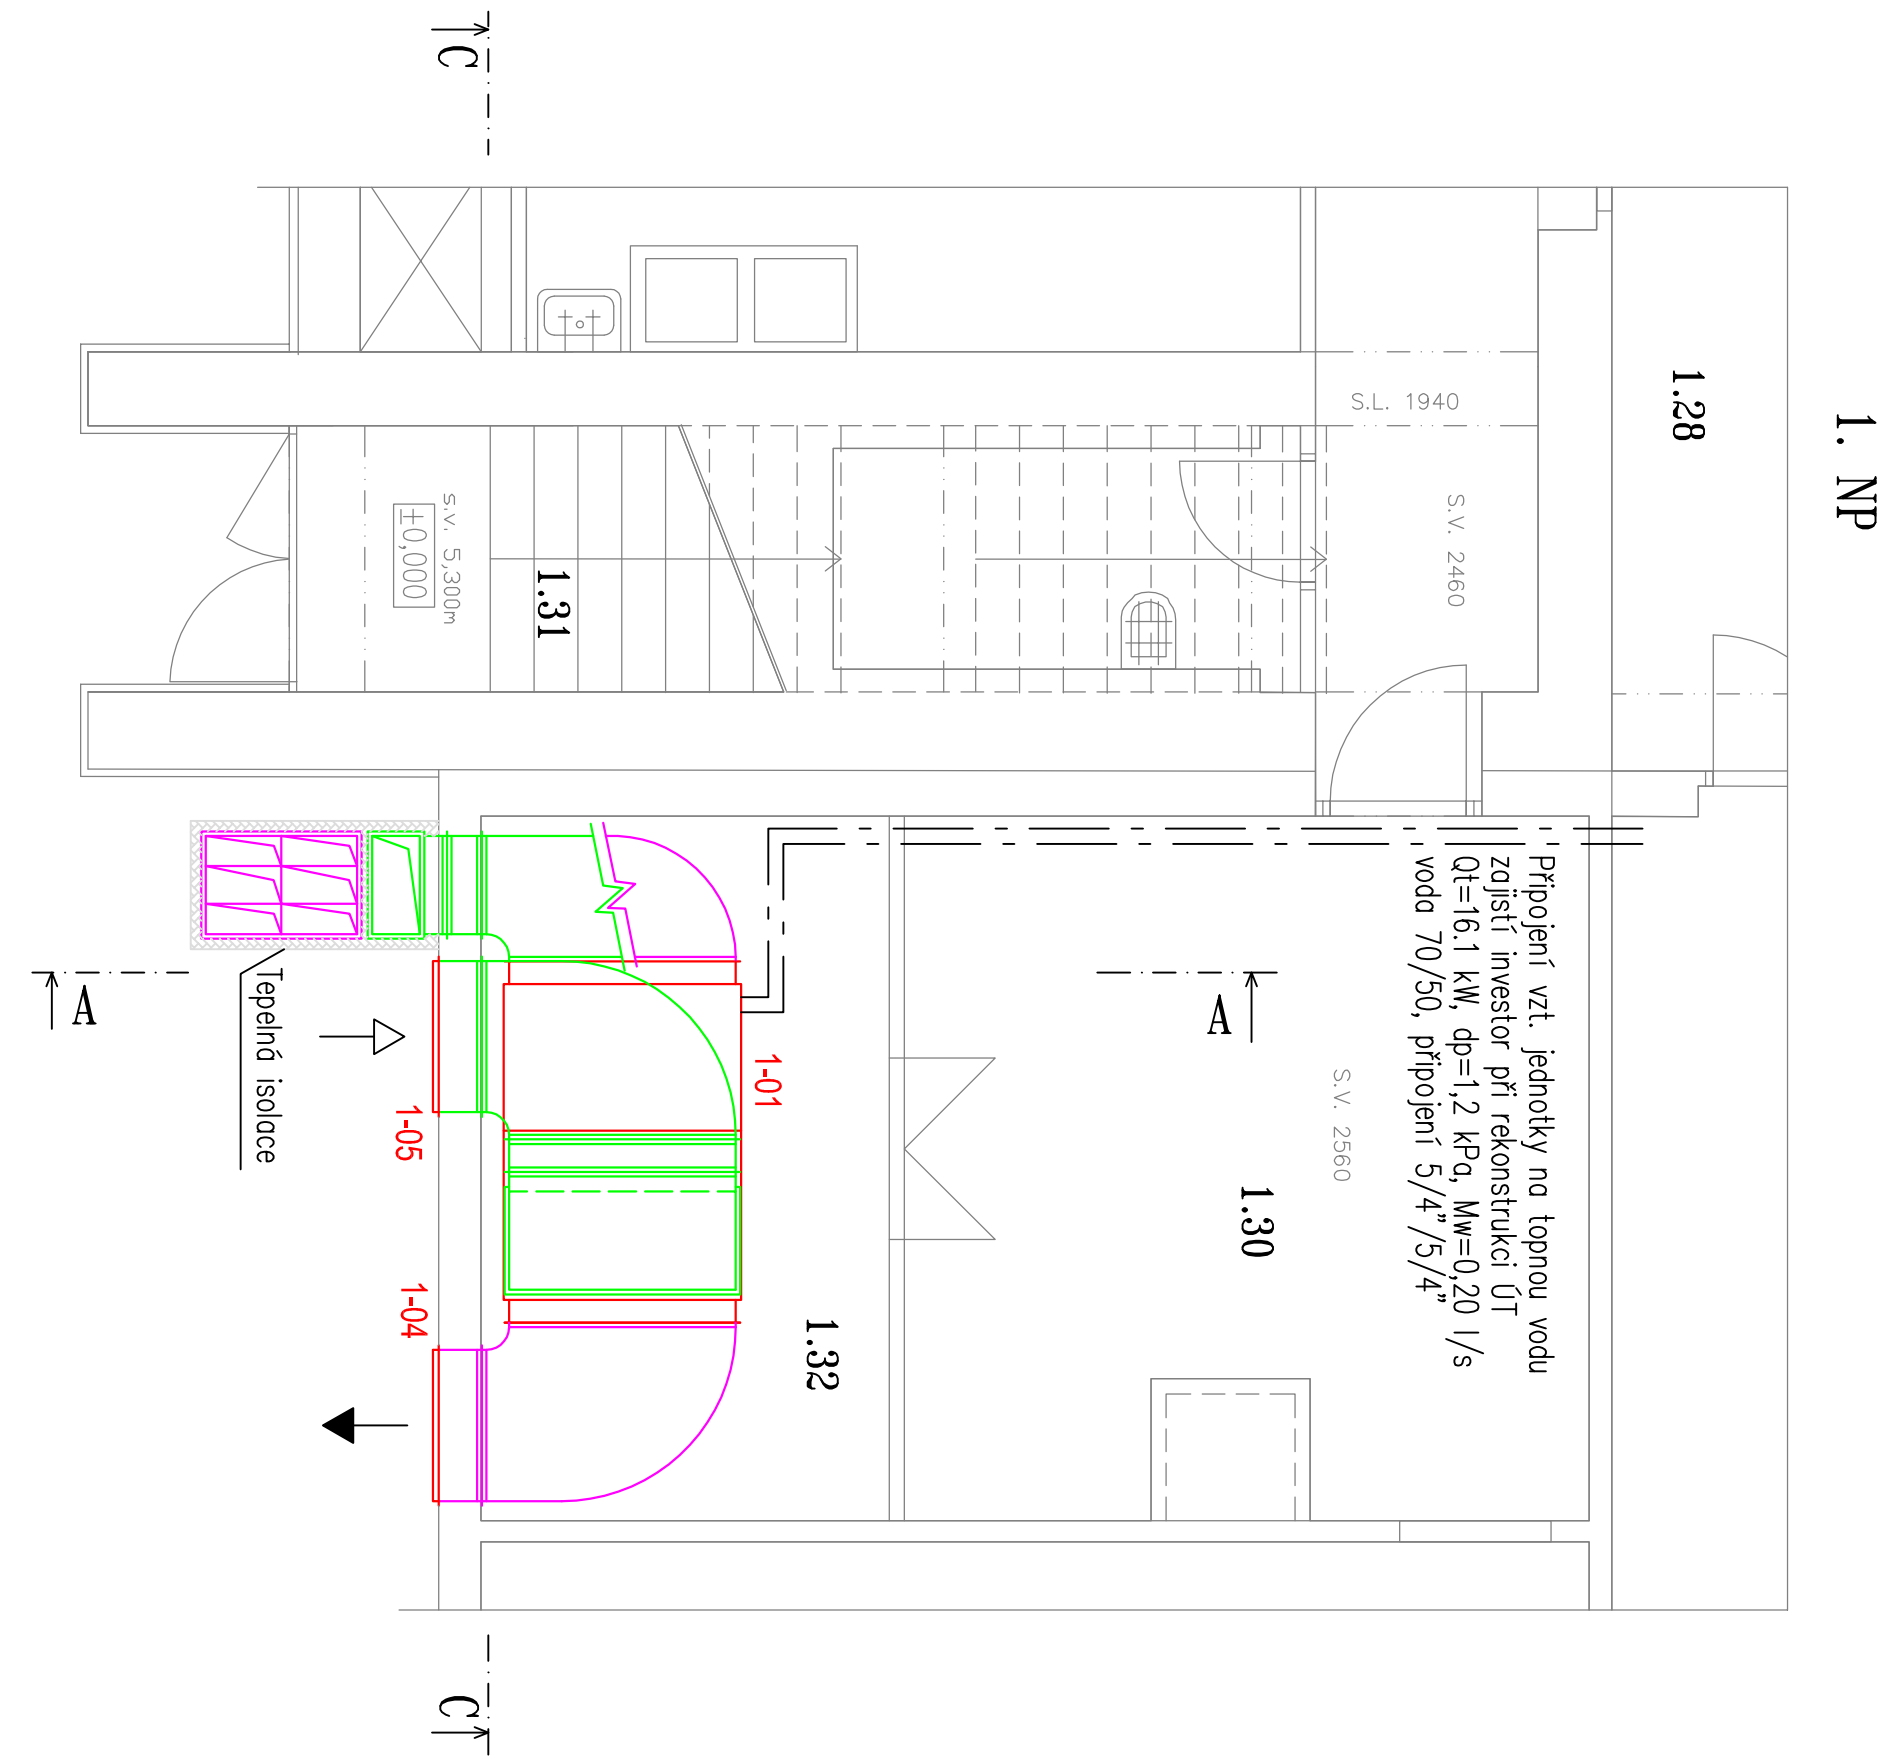 1. NP
1.28
S.L. 1940
S.V. 2460
s.v. 5,300m
±0,000
1.31
Připojení vzt. jednotky na topnou vodu
zajistí investor při rekonstrukci ÚT
Qt=16.1 kW, dp=1,2 kPa, Mw=0,20 l/s
voda 70/50, připojení 5/4"/5/4"
S.V. 2560
1.30
1.32
1-01
1-05
1-04
Tepelná isolace
A
A
C
C